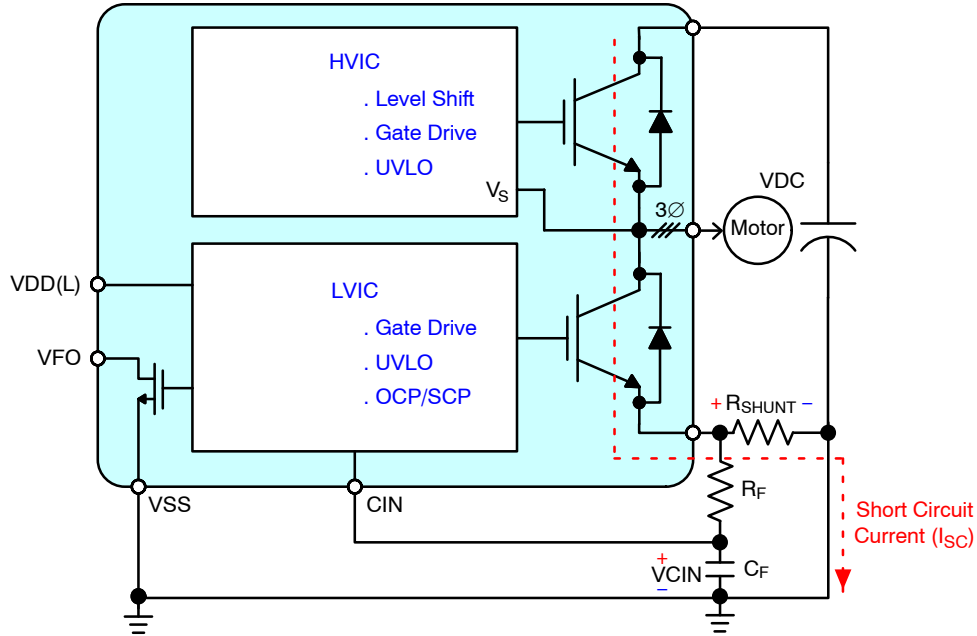 HVIC
. Level Shift
. Gate Drive
. UVLO
VS
3∅
VDC
Motor
VDD(L)
LVIC
. Gate Drive
. UVLO
. OCP/SCP
VFO
+ RSHUNT –
VSS
CIN
RF
Short Circuit
Current (ISC)
+
VCIN
–
CF